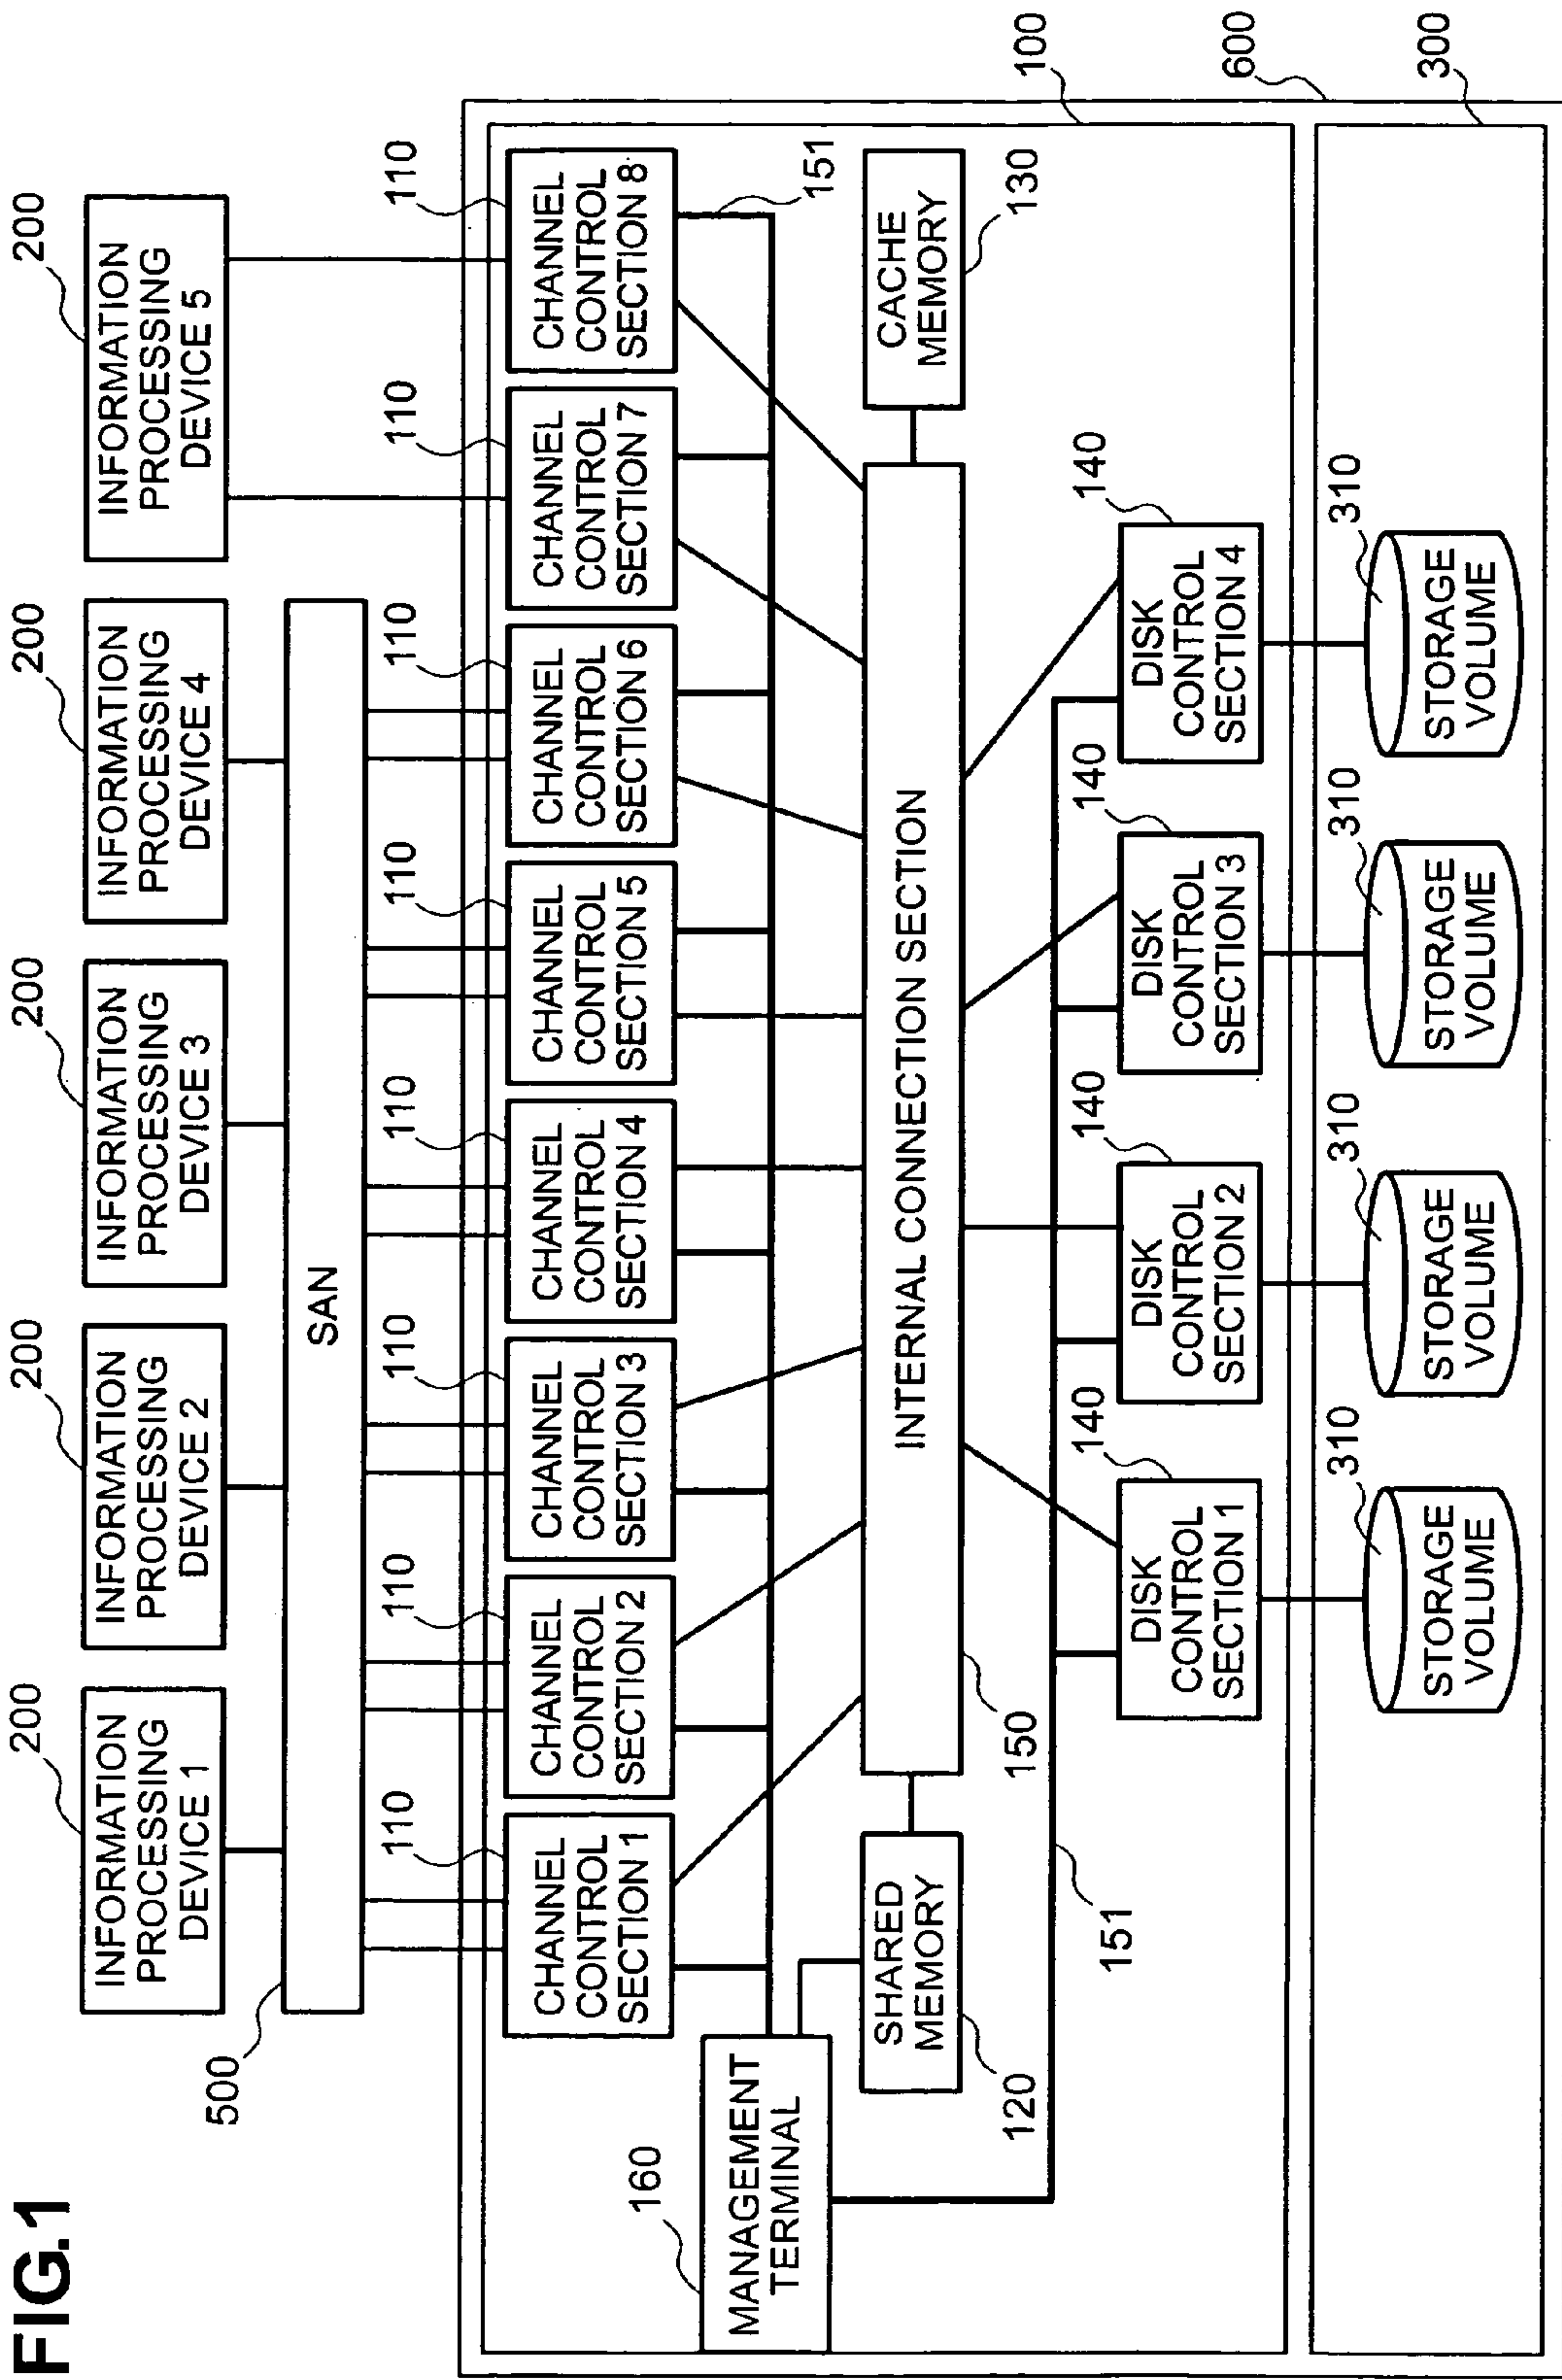 FIG.1
200
200
200
200
200
INFORMATION
PROCESSING
DEVICE 1
INFORMATION
PROCESSING
DEVICE 2
INFORMATION
PROCESSING
DEVICE 3
INFORMATION
PROCESSING
DEVICE 4
INFORMATION
PROCESSING
DEVICE 5
500
SAN
110
110
110
110
110
110
110
110
CHANNEL
CONTROL
SECTION 1
CHANNEL
CONTROL
SECTION 2
CHANNEL
CONTROL
SECTION 3
CHANNEL
CONTROL
SECTION 4
CHANNEL
CONTROL
SECTION 5
CHANNEL
CONTROL
SECTION 6
CHANNEL
CONTROL
SECTION 7
CHANNEL
CONTROL
SECTION 8
160
MANAGEMENT
TERMINAL
151
SHARED
MEMORY
120
INTERNAL CONNECTION SECTION
150
CACHE
MEMORY
130
100
151
140
140
140
140
DISK
CONTROL
SECTION 1
DISK
CONTROL
SECTION 2
DISK
CONTROL
SECTION 3
DISK
CONTROL
SECTION 4
600
310
310
310
310
STORAGE
VOLUME
STORAGE
VOLUME
STORAGE
VOLUME
STORAGE
VOLUME
300